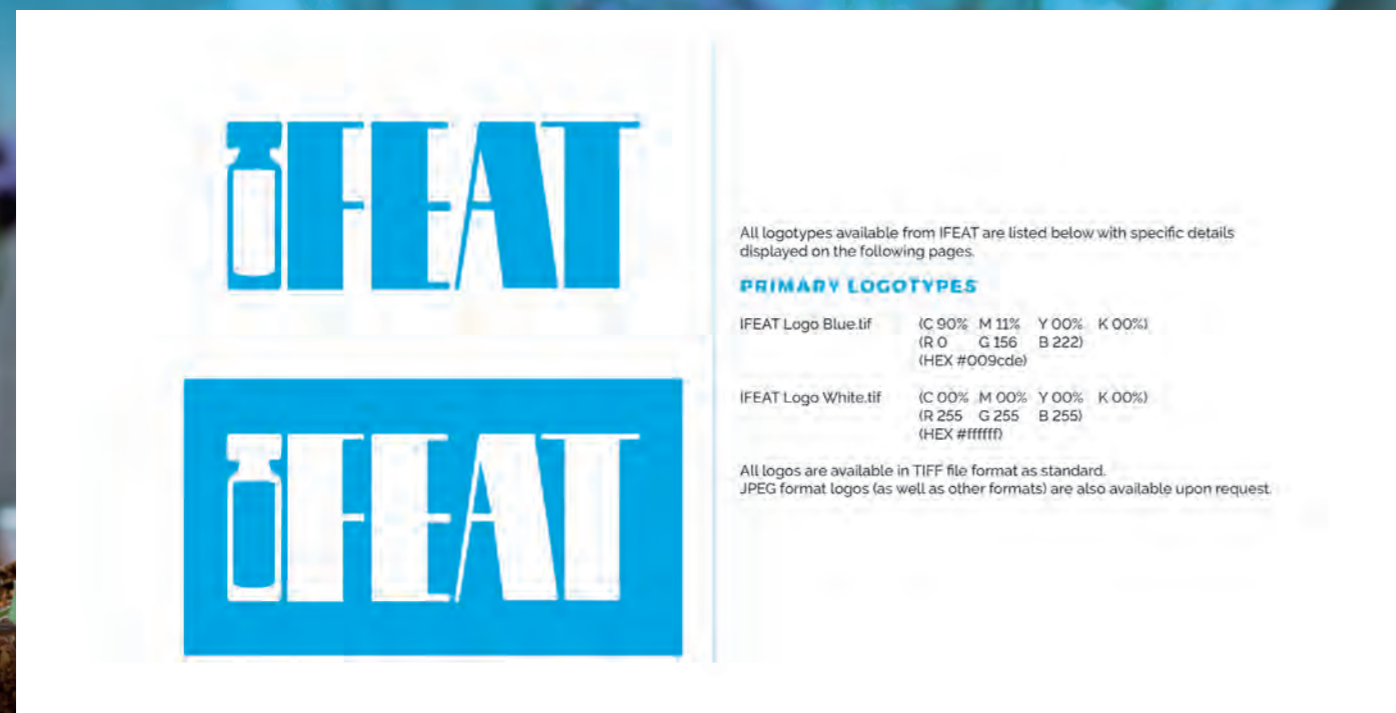 iFEAT
iFEAT
All logotypes available from IFEAT are listed below with specific details
displayed on the following pages.
PRIMARY LOGOTYPES
IFEAT Logo Blue.tif (C 90% M 11% Y 00% K 00%)
(R 0 G 156 B 222)
(HEX #009cde)
IFEAT Logo White.tif (C 00% M 00% Y 00% K 00%)
(R 255 G 255 B 255)
(HEX #ffffff)
All logos are available in TIFF file format as standard.
JPEG format logos (as well as other formats) are also available upon request.